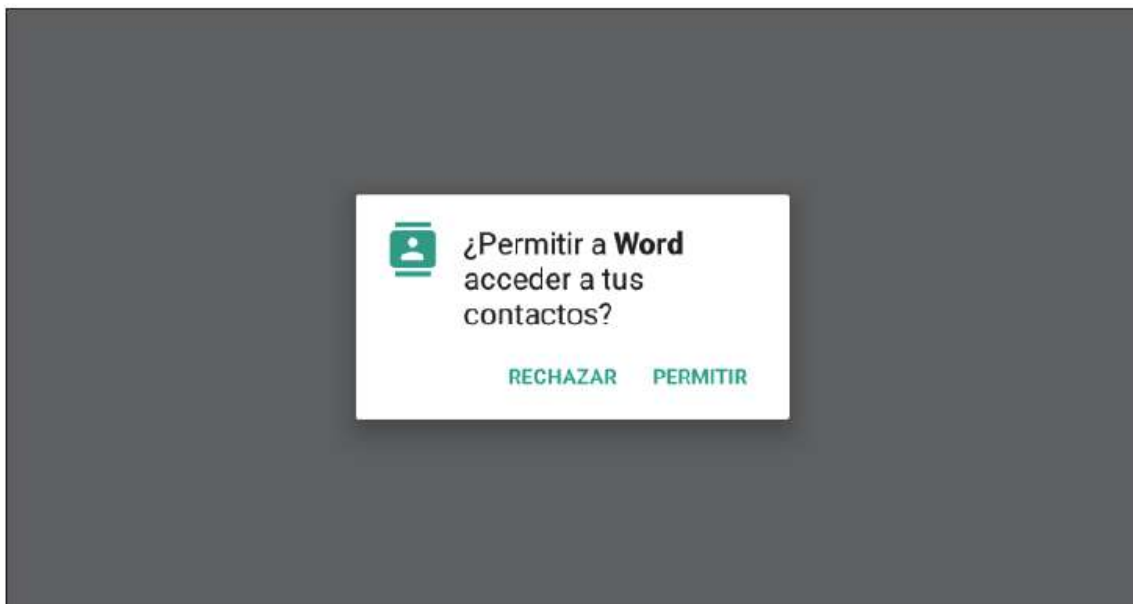 ¿Permitir a Word
acceder a tus
contactos?
RECHAZAR PERMITIR